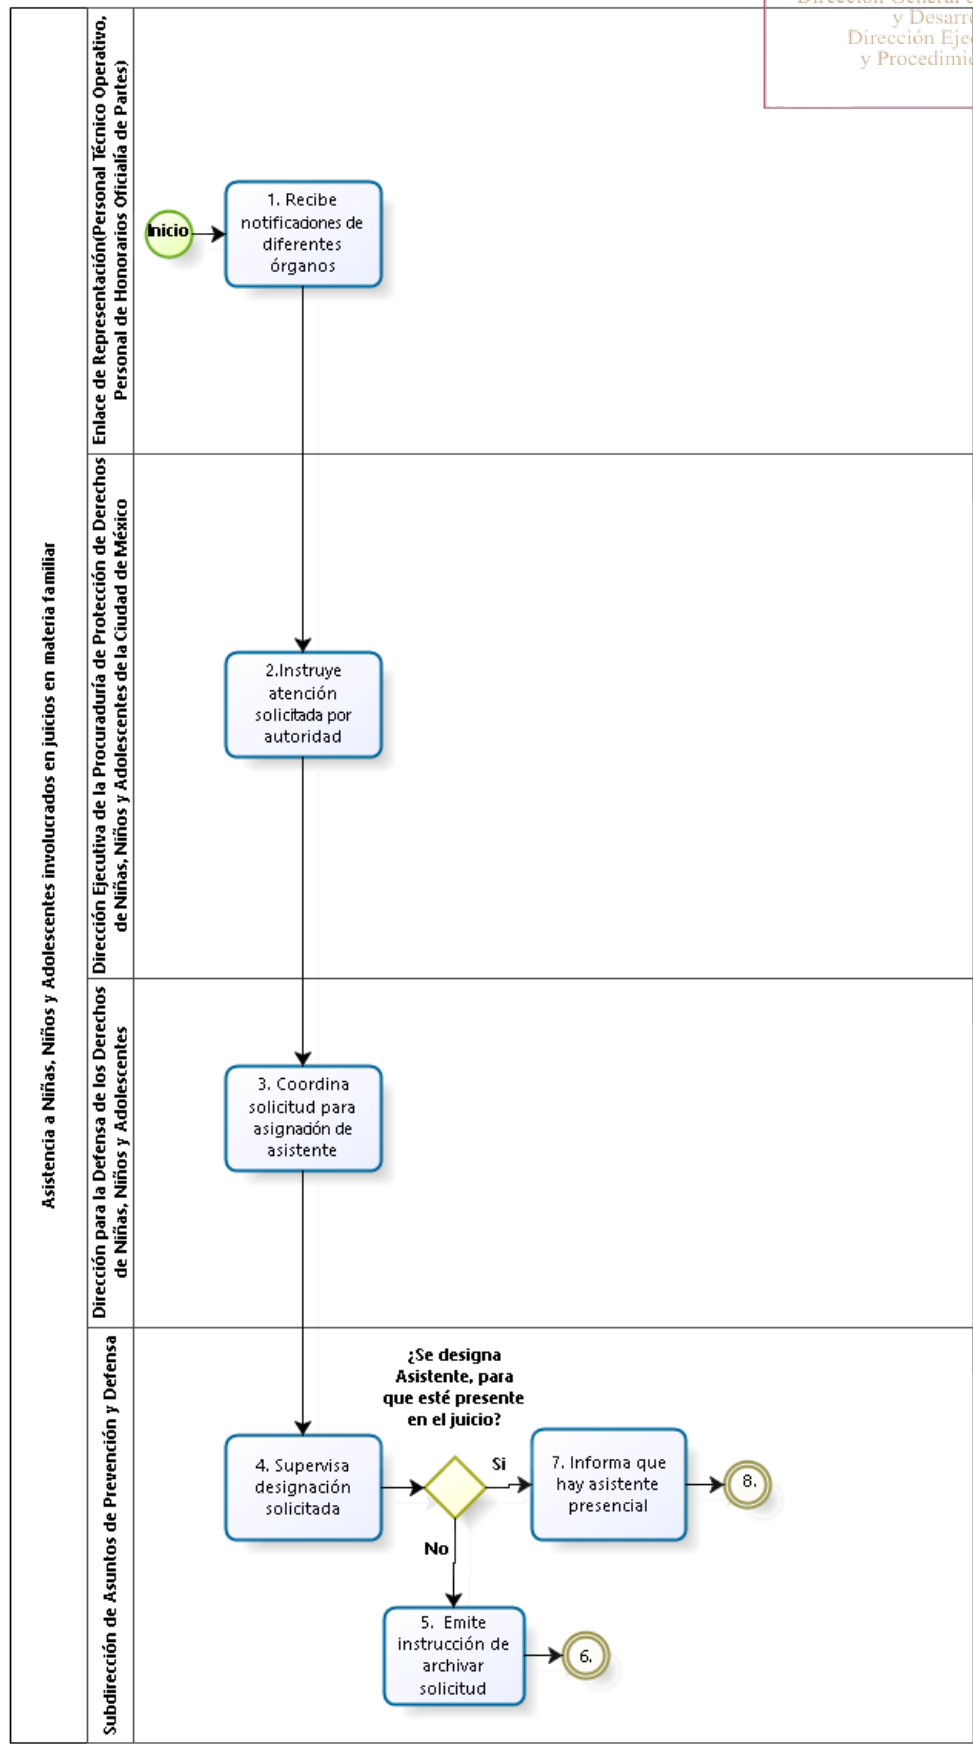 Dirección General d
y Desarro
Dirección Ejec
y Procedimie
Asistencia a Niñas, Niños y Adolescentes involucrados en juicios en materia familiar
Enlace de Representación(Personal Técnico Operativo,
Personal de Honorarios Oficialía de Partes)
Inicio
1. Recibe
notificaciones de
diferentes
órganos
Dirección Ejecutiva de la Procuraduría de Protección de Derechos
de Niñas, Niños y Adolescentes de la Ciudad de México
2.Instruye
atención
solicitada por
autoridad
Dirección para la Defensa de los Derechos
de Niñas, Niños y Adolescentes
3. Coordina
solicitud para
asignación de
asistente
Subdirección de Asuntos de Prevención y Defensa
4. Supervisa
designación
solicitada
¿Se designa
Asistente, para
que esté presente
en el juicio?
Si
7. Informa que
hay asistente
presencial
8.
No
5. Emite
instrucción de
archivar
solicitud
6.